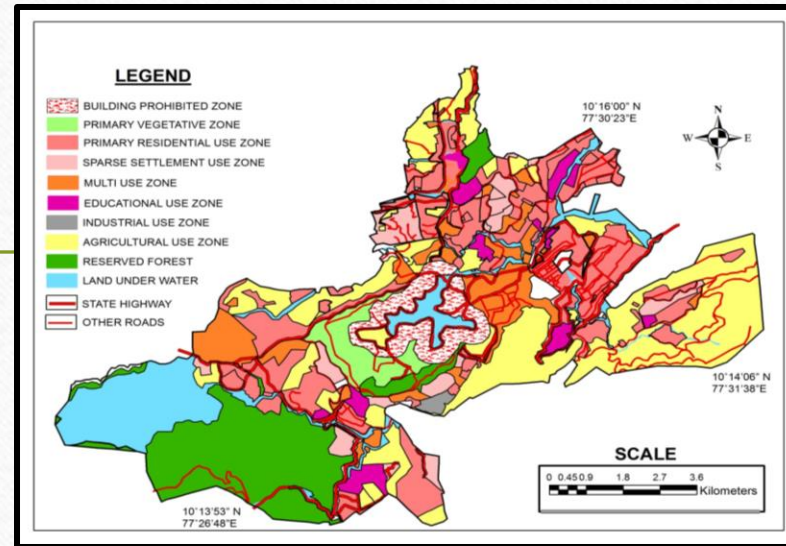 LEGEND
BUILDING PROHIBITED ZONE
PRIMARY VEGETATIVE ZONE
PRIMARY RESIDENTIAL USE ZONE
SPARSE SETTLEMENT USE ZONE
MULTI USE ZONE
EDUCATIONAL USE ZONE
INDUSTRIAL USE ZONE
AGRICULTURAL USE ZONE
RESERVED FOREST
LAND UNDER WATER
STATE HIGHWAY
OTHER ROADS
10°16'00" N
77°30'23"E
N
W E
S
10°14'06" N
77°31'38"E
10°13'53" N
77°26'48"E
SCALE
0 0.45 0.9 1.8 2.7 3.6
Kilometers